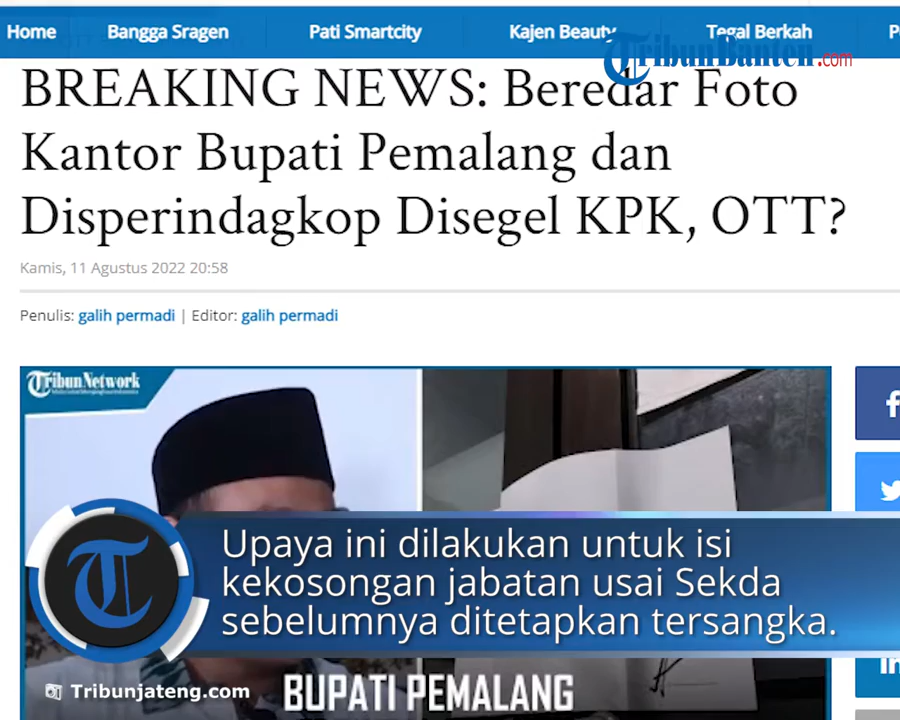 Home Bangga Sragen Pati Smartcity Kajen Beauty Tegal Berkah P
TribunBanten.com
BREAKING NEWS: Beredar Foto
Kantor Bupati Pemalang dan
Disperindagkop Disegel KPK, OTT?
Kamis, 11 Agustus 2022 20:58
Penulis: galih permadi | Editor: galih permadi
TribunNetwork
Upaya ini dilakukan untuk isi
kekosongan jabatan usai Sekda
sebelumnya ditetapkan tersangka.
Tribunjateng.com
BUPATI PEMALANG